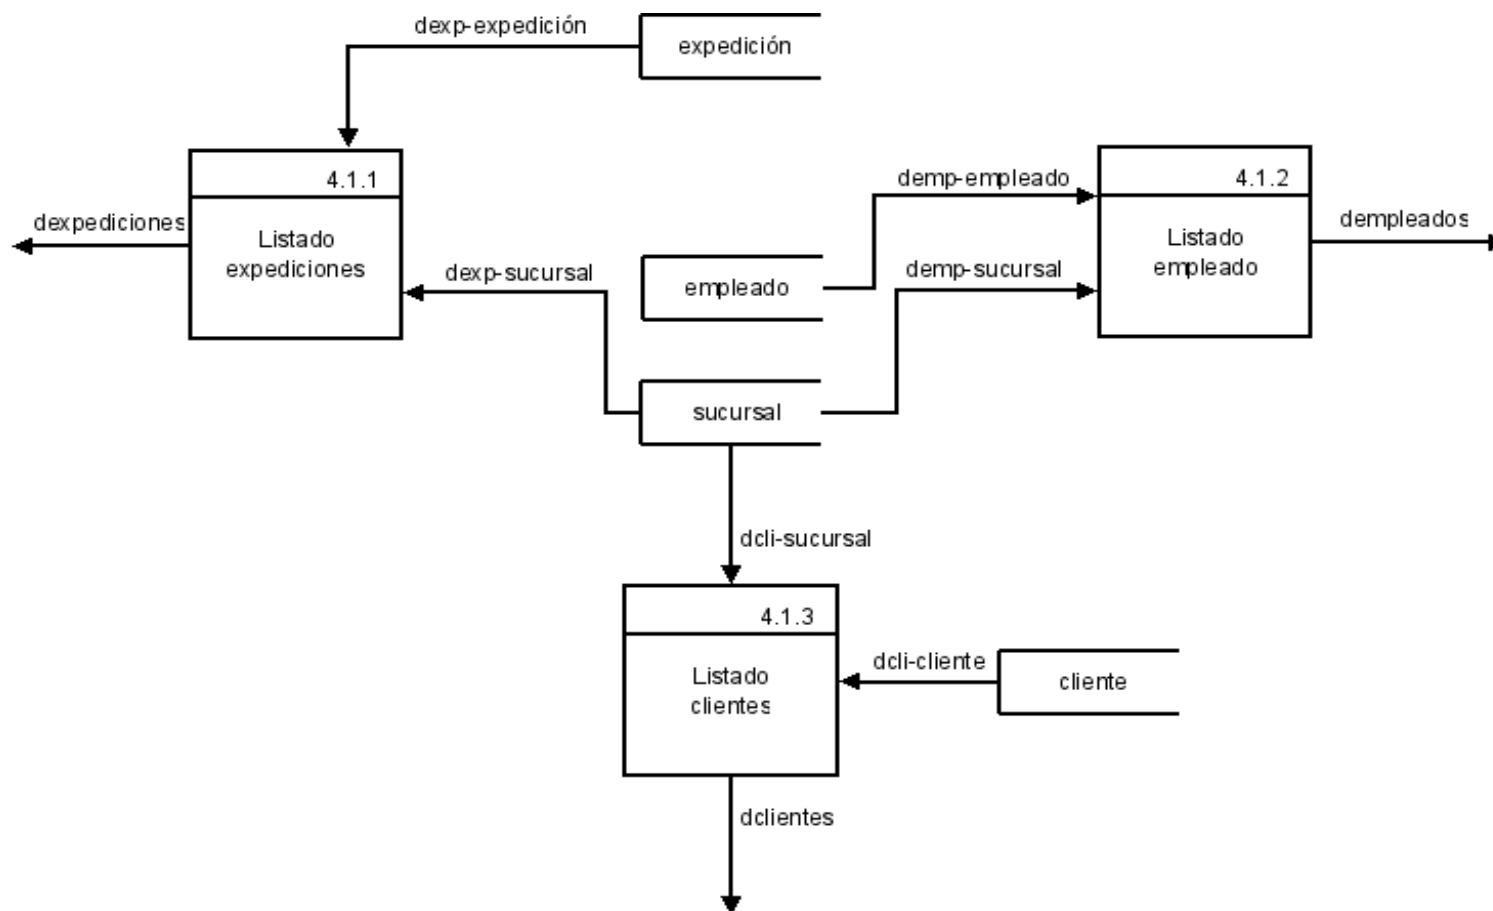 dexp-expedición
expedición
4.1.1
dexpediciones
Listado
expediciones
dexp-sucursal
empleado
demp-empleado
demp-sucursal
4.1.2
Listado
empleado
dempleados
sucursal
dcli-sucursal
4.1.3
Listado
clientes
dcli-cliente
cliente
dclientes